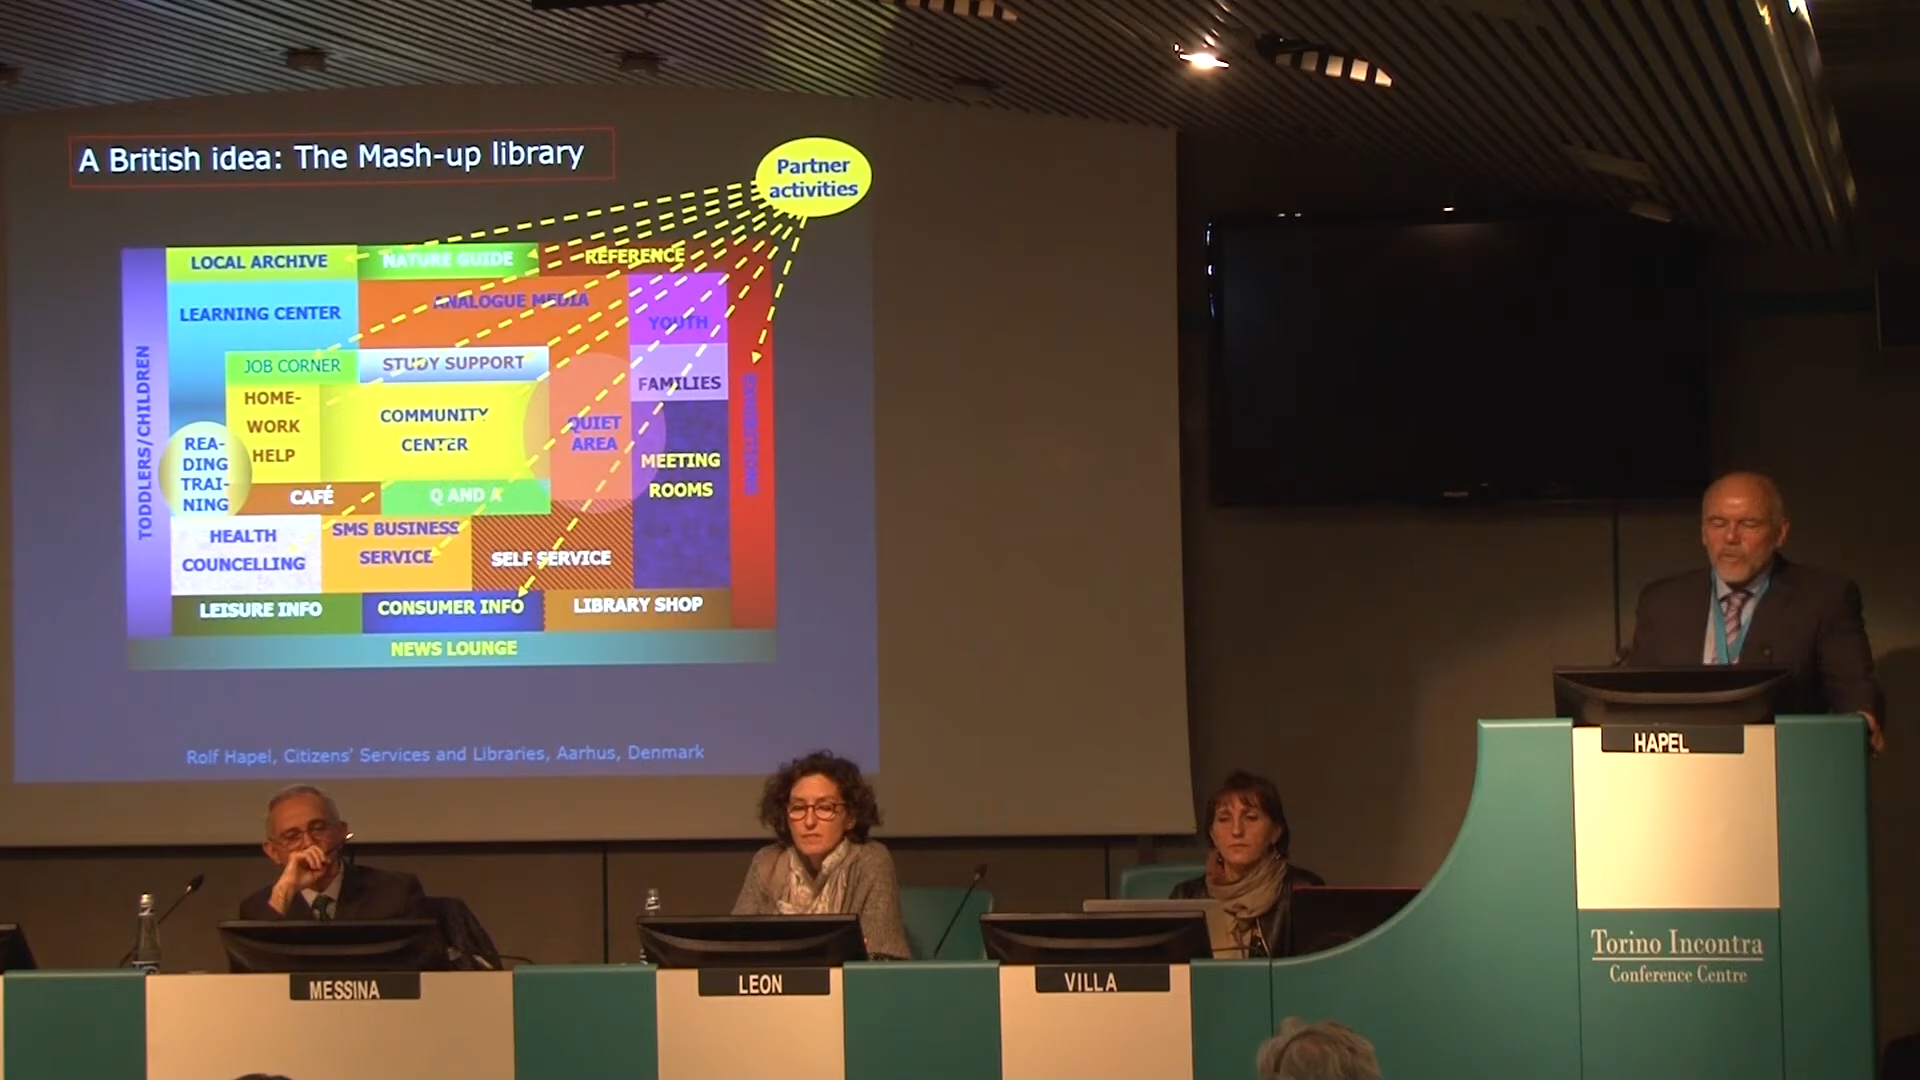 A British idea: The Mash-up library
Partner
activities
LOCAL ARCHIVE
NATURE GUIDE
REFERENCE
LEARNING CENTER
ANALOGUE MEDIA
YOUTH
TODDLERS/CHILDREN
JOB CORNER
STUDY SUPPORT
FAMILIES
HOME-
WORK
HELP
COMMUNITY
CENTER
QUIET
AREA
REA-
DING
TRAI-
NING
MEETING
ROOMS
CAFÉ
Q AND A
HEALTH
COUNCELLING
SMS BUSINESS
SERVICE
SELF SERVICE
LEISURE INFO
CONSUMER INFO
LIBRARY SHOP
NEWS LOUNGE
Rolf Hapel, Citizens' Services and Libraries, Aarhus, Denmark
HAPEL
Torino Incontra
Conference Centre
MESSINA
LEON
VILLA